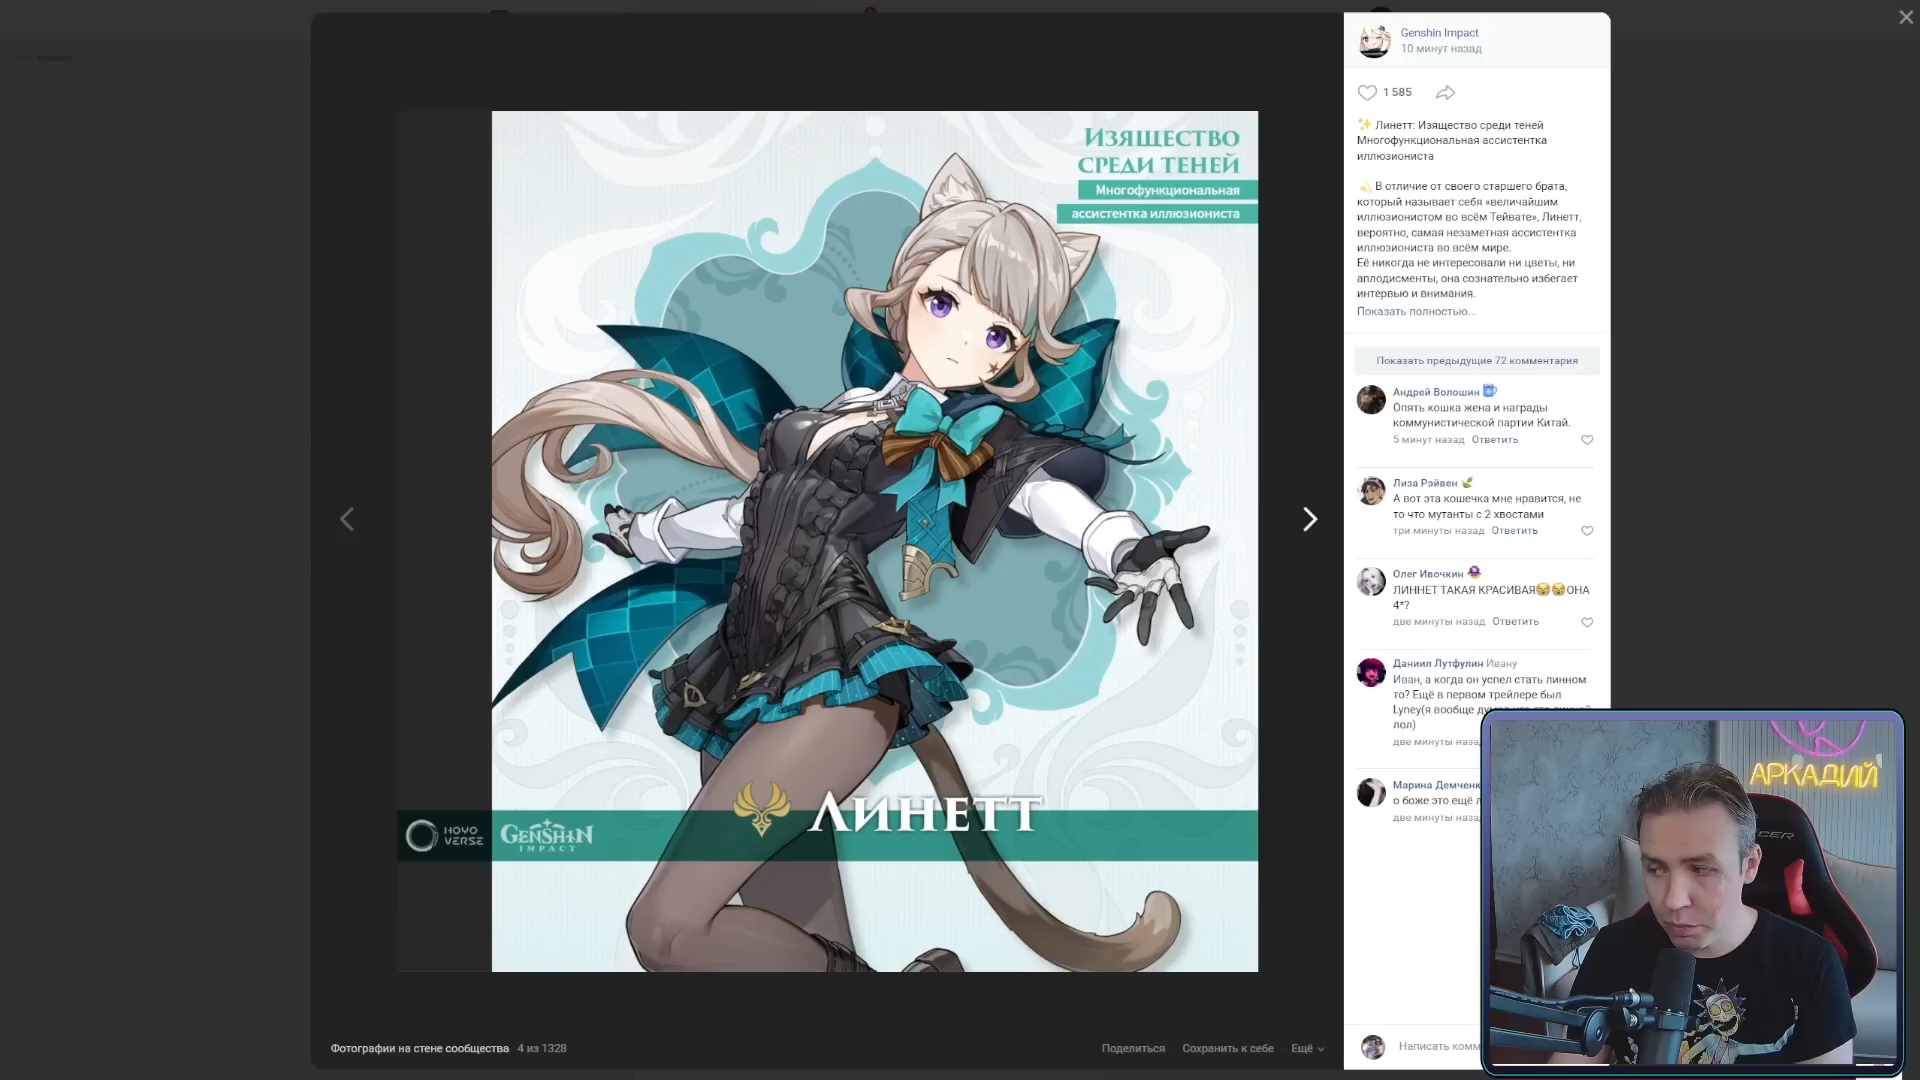 Genshin Impact
10 минут назад
1 585
✨ Линетт: Изящество среди теней
Многофункциональная ассистентка
иллюзиониста
💫 В отличие от своего старшего брата,
который называет себя «величайшим
иллюзионистом во всём Тейвате», Линетт,
вероятно, самая незаметная ассистентка
иллюзиониста во всём мире.
Её никогда не интересовали ни цветы, ни
аплодисменты, она сознательно избегает
интервью и внимания.
Показать полностью...
Показать предыдущие 72 комментария
Андрей Волошин
Опять кошка жена и награды
коммунистической партии Китай.
5 минут назад Ответить
Лиза Рэйвен
А вот эта кошечка мне нравится, не
то что мутанты с 2 хвостами
три минуты назад Ответить
Олег Ивочкин
ЛИННЕТ ТАКАЯ КРАСИВАЯ😭😭ОНА
4*?
две минуты назад Ответить
Даниил Лутфулин Ивану
Иван, а когда он успел стать линном
то? Ещё в первом трейлере был
Lyney(я вообще
лол)
две минуты
Марина
о боже это ещё
две минуты
Написать
ИЗЯЩЕСТВО
СРЕДИ ТЕНЕЙ
Многофункциональная
ассистентка иллюзиониста
ЛИНЕТТ
HOYO
VERSE
GENSHIN
IMPACT
Фотографии на стене сообщества 4 из 1328
Поделиться Сохранить к себе Ещё
АРКАДИЙ